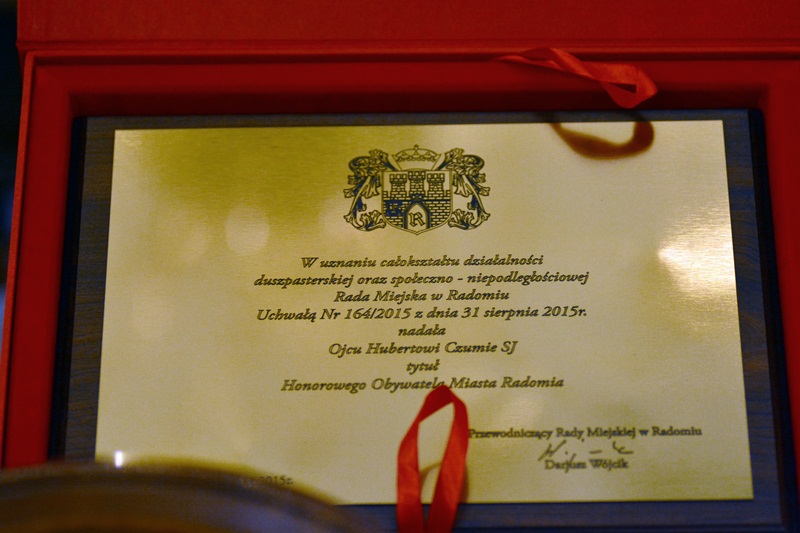 R R
W uznaniu całokształtu działalności
duszpasterskiej oraz społeczno - niepodległościowej
Rada Miejska w Radomiu
Uchwałą Nr 164/2015 z dnia 31 sierpnia 2015r.
nadała
Ojcu Hubertowi Czumie SJ
tytuł
Honorowego Obywatela Miasta Radomia
Przewodniczący Rady Miejskiej w Radomiu
Dariusz Wójcik
2015r.